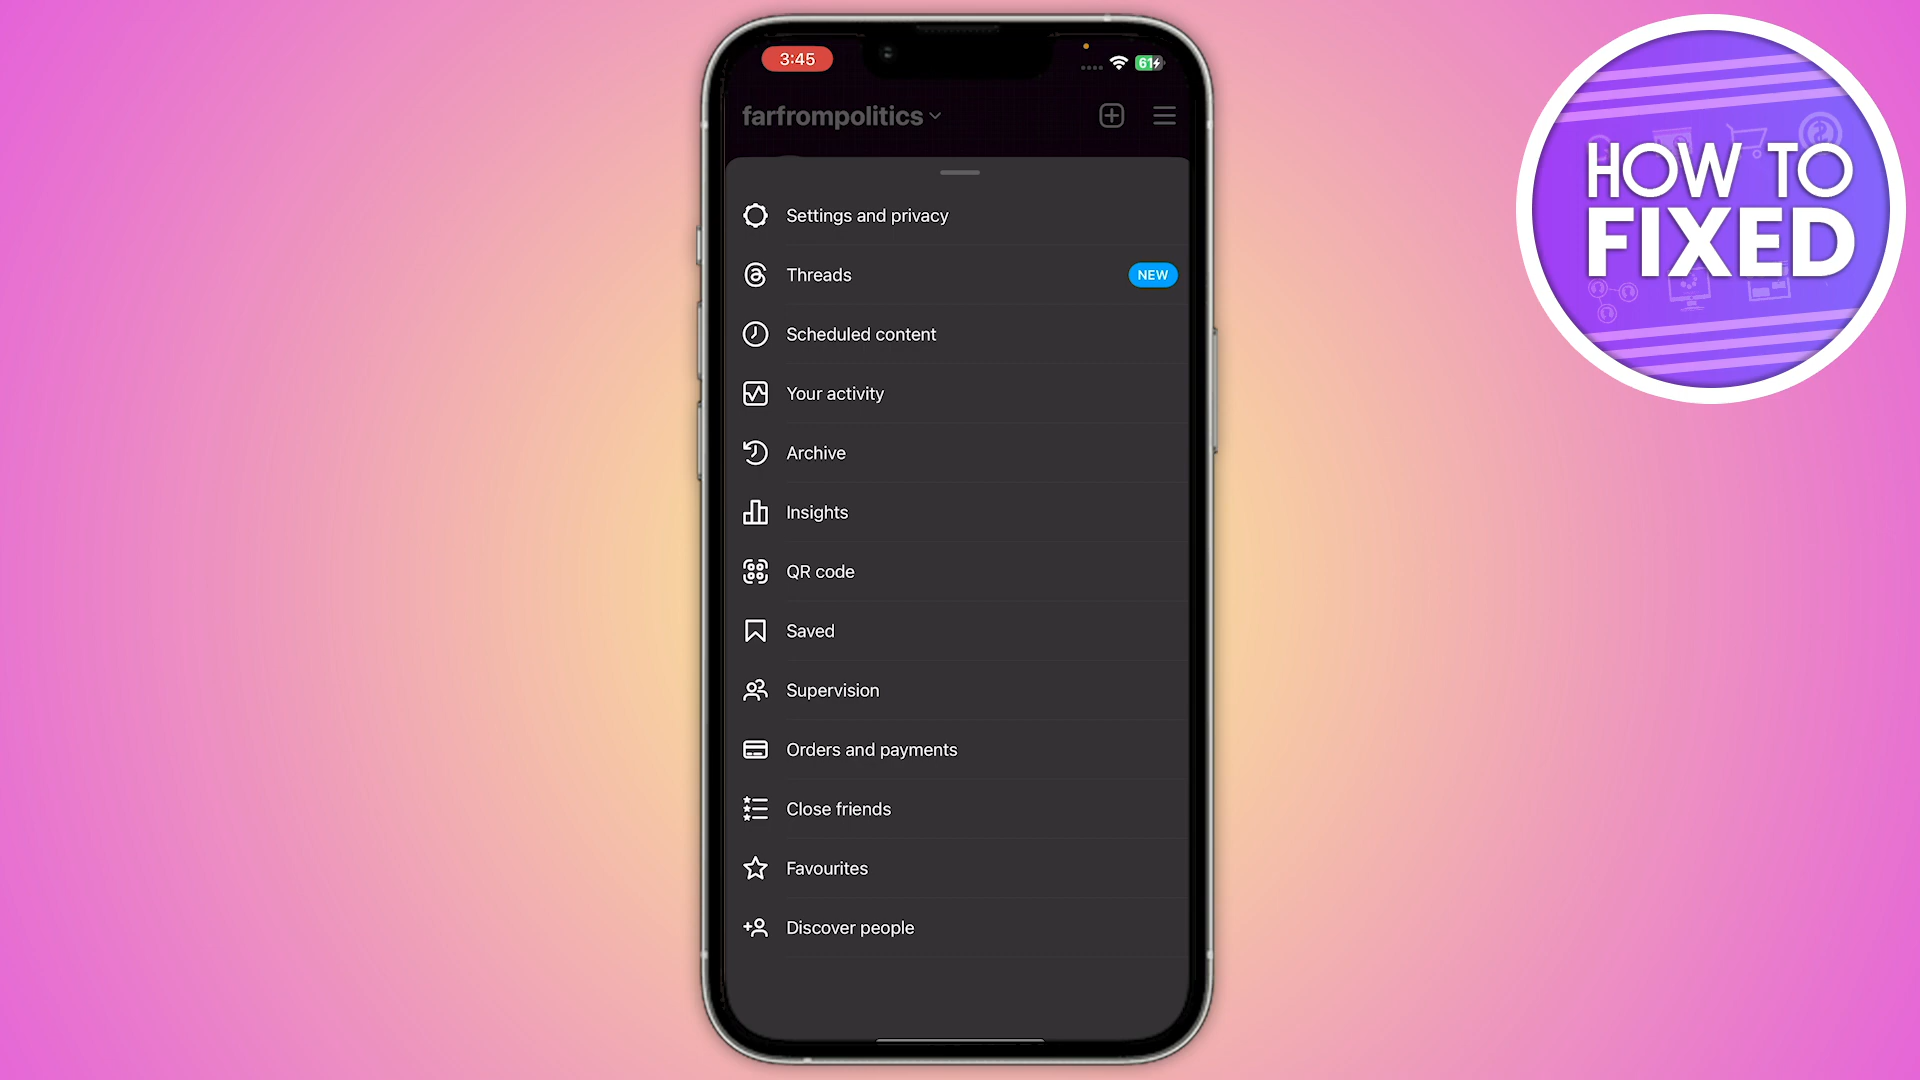 3:45
61
farfrompolitics
Settings and privacy
Threads
NEW
Scheduled content
Your activity
Archive
Insights
QR code
Saved
Supervision
Orders and payments
Close friends
Favourites
Discover people
HOW TO
FIXED